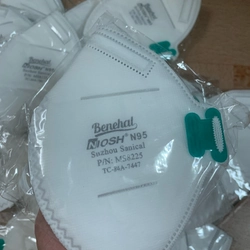 Benehal
NIOSH N95
Suzhou Sanical
P/N: MS8225
TC-84A-7447